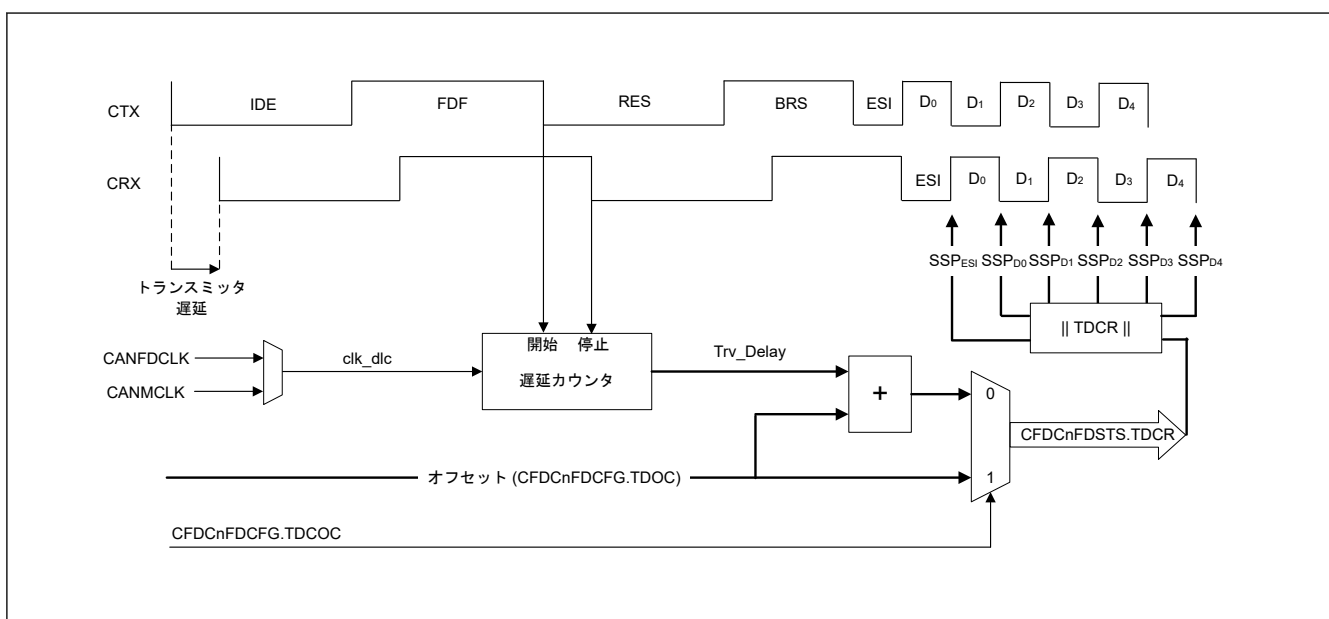 CTX IDE FDF RES BRS ESI D0 D1 D2 D3 D4
CRX ESI D0 D1 D2 D3 D4
SSPESI SSPD0 SSPD1 SSPD2 SSPD3 SSPD4
トランスミッタ
遅延
|| TDCR ||
開始 停止
CANFDCLK
clk_dlc
遅延カウンタ
Trv_Delay
CANMCLK
+
0
CFDCnFDSTS.TDCR
オフセット (CFDCnFDCFG.TDOC)
1
CFDCnFDCFG.TDCOC